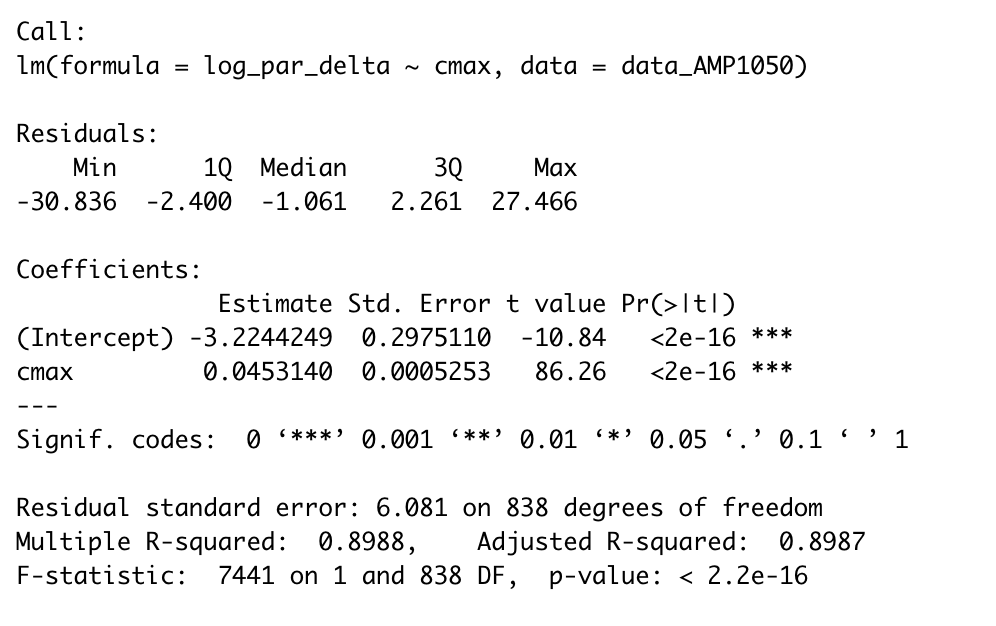 Call:
lm(formula = log_par_delta ~ cmax, data = data_AMP1050)
Residuals:
    Min      1Q  Median      3Q     Max
-30.836  -2.400  -1.061   2.261  27.466
Coefficients:
              Estimate Std. Error t value Pr(>|t|)
(Intercept) -3.2244249  0.2975110  -10.84   <2e-16 ***
cmax         0.0453140  0.0005253   86.26   <2e-16 ***
---
Signif. codes:  0 ‘***’ 0.001 ‘**’ 0.01 ‘*’ 0.05 ‘.’ 0.1 ‘ ’ 1
Residual standard error: 6.081 on 838 degrees of freedom
Multiple R-squared:  0.8988,    Adjusted R-squared:  0.8987
F-statistic:  7441 on 1 and 838 DF,  p-value: < 2.2e-16